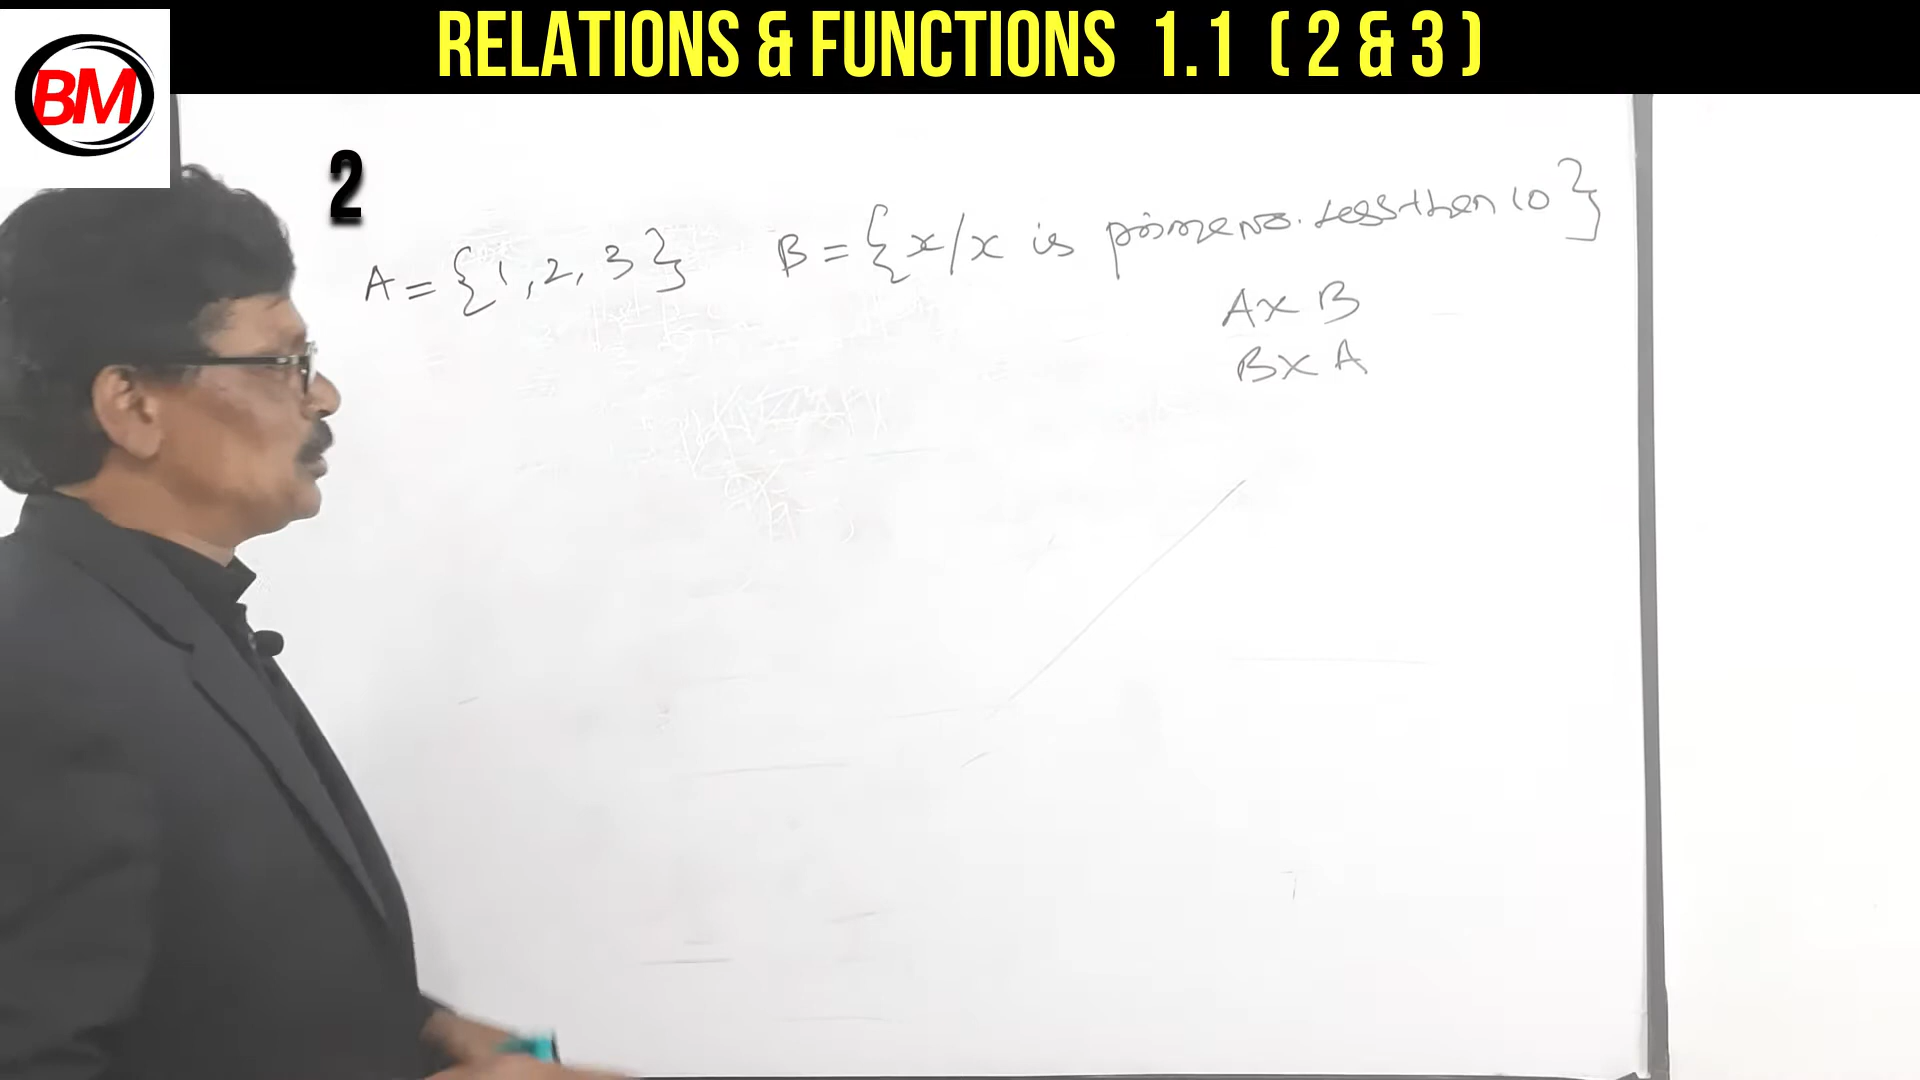 RELATIONS & FUNCTIONS 1.1 ( 2 & 3 )
BM
2
A = {1, 2, 3} B = {x/x is prime no. Less than 10}
A x B
B x A